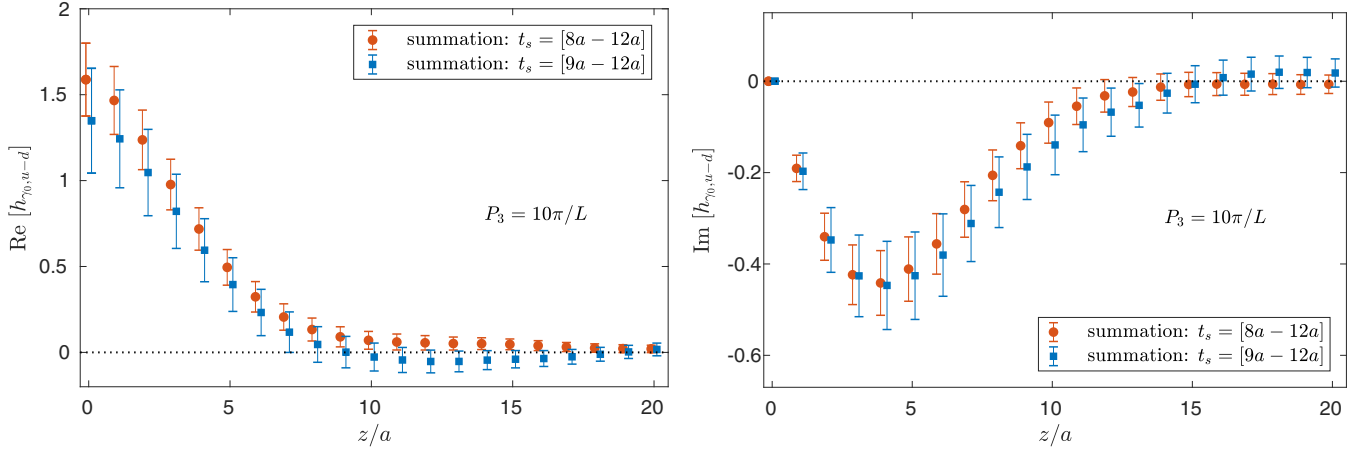 2
1.5
1
0.5
0
0
5
10
15
20
z/a
Re [h_{γ_0, u−d}]
summation: t_s = [8a − 12a]
summation: t_s = [9a − 12a]
P_3 = 10π/L
0
-0.2
-0.4
-0.6
0
5
10
15
20
z/a
Im [h_{γ_0, u−d}]
P_3 = 10π/L
summation: t_s = [8a − 12a]
summation: t_s = [9a − 12a]